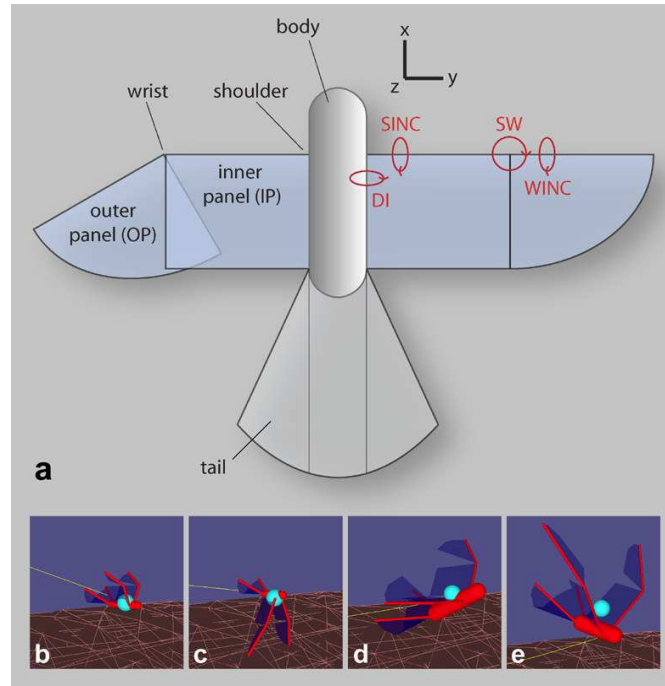 body
x
z
y
wrist
shoulder
SINC
SW
inner
panel (IP)
DI
WINC
outer
panel (OP)
tail
a
b
c
d
e